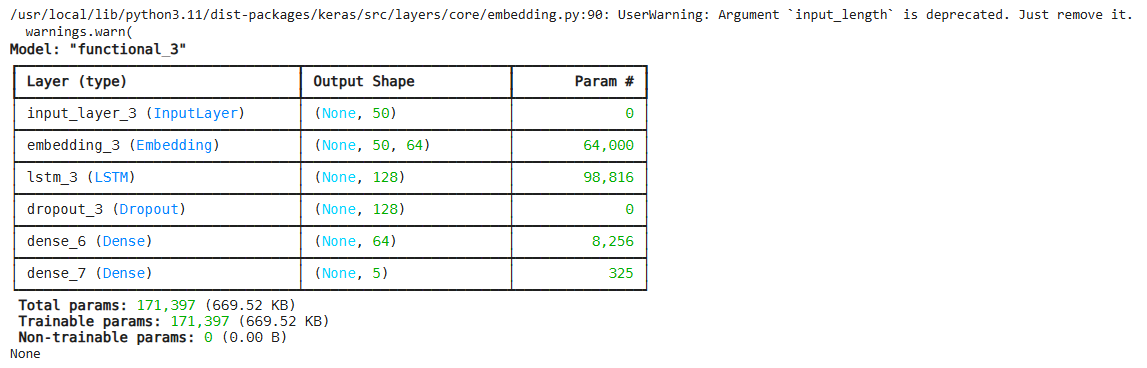 /usr/local/lib/python3.11/dist-packages/keras/src/layers/core/embedding.py:90: UserWarning: Argument `input_length` is deprecated. Just remove it.
  warnings.warn(
Model: "functional_3"
Layer (type) Output Shape Param #
input_layer_3 (InputLayer) (None, 50) 0
embedding_3 (Embedding) (None, 50, 64) 64,000
lstm_3 (LSTM) (None, 128) 98,816
dropout_3 (Dropout) (None, 128) 0
dense_6 (Dense) (None, 64) 8,256
dense_7 (Dense) (None, 5) 325
Total params: 171,397 (669.52 KB)
Trainable params: 171,397 (669.52 KB)
Non-trainable params: 0 (0.00 B)
None